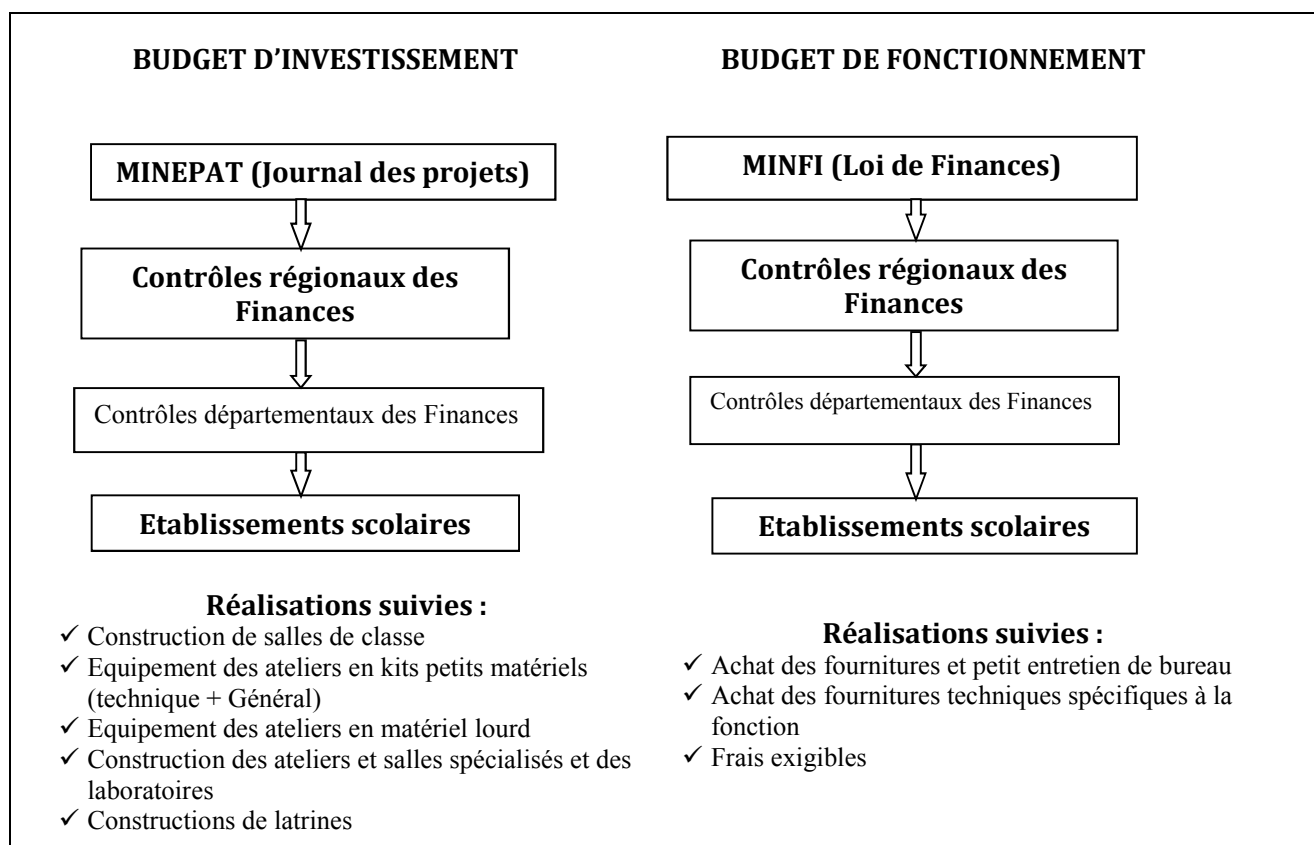 BUDGET D'INVESTISSEMENT
MINEPAT (Journal des projets)
Contrôles régionaux des
Finances
Contrôles départementaux des Finances
Etablissements scolaires
Réalisations suivies :
✓ Construction de salles de classe
✓ Equipement des ateliers en kits petits matériels
(technique + Général)
✓ Equipement des ateliers en matériel lourd
✓ Construction des ateliers et salles spécialisés et des
laboratoires
✓ Constructions de latrines
BUDGET DE FONCTIONNEMENT
MINFI (Loi de Finances)
Contrôles régionaux des
Finances
Contrôles départementaux des Finances
Etablissements scolaires
Réalisations suivies :
✓ Achat des fournitures et petit entretien de bureau
✓ Achat des fournitures techniques spécifiques à la
fonction
✓ Frais exigibles